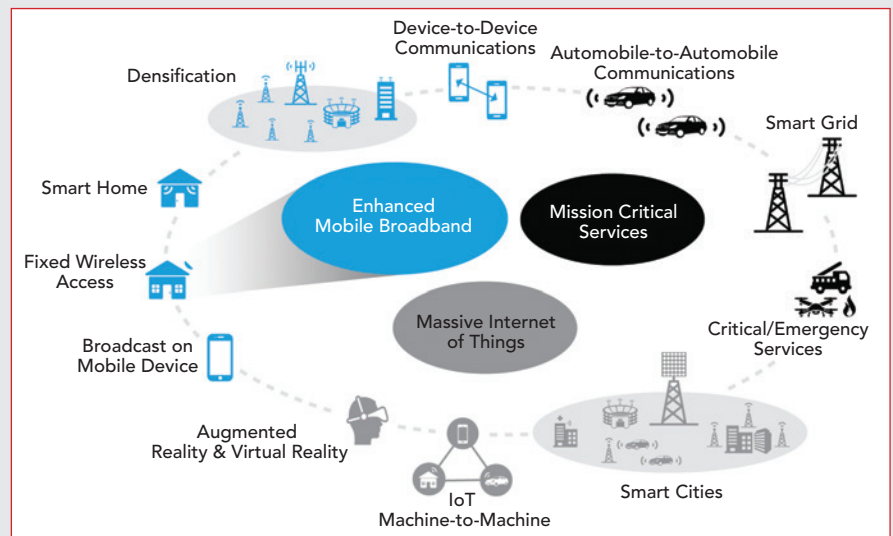 Device-to-Device
Communications
Automobile-to-Automobile
Communications
Densification
Smart Grid
Smart Home
Enhanced
Mobile Broadband
Mission Critical
Services
Fixed Wireless
Access
Massive Internet
of Things
Critical/Emergency
Services
Broadcast on
Mobile Device
Augmented
Reality & Virtual Reality
IoT
Machine-to-Machine
Smart Cities